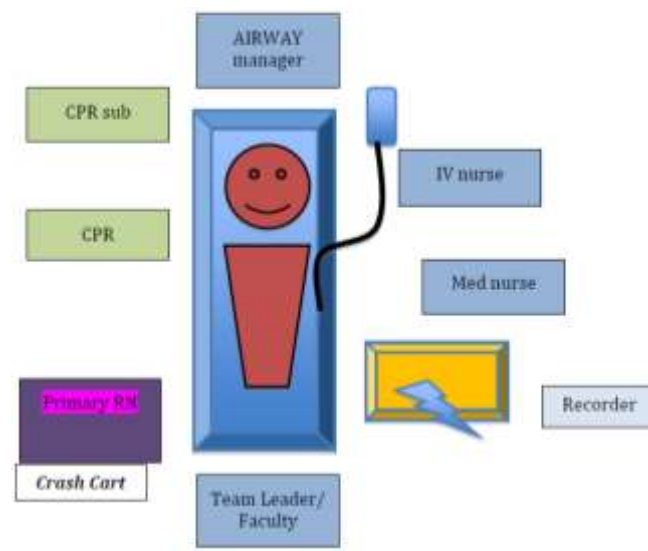 AIRWAY
manager
CPR sub
IV nurse
CPR
Med nurse
Primary RN
Recorder
Crash Cart
Team Leader/
Faculty